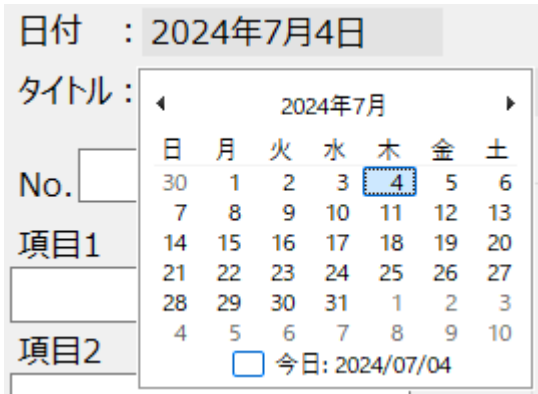 日付　: 2024年7月4日
タイトル :
2024年7月
日 月 火 水 木 金 土
30 1 2 3 4 5 6
No.
7 8 9 10 11 12 13
項目1
14 15 16 17 18 19 20
21 22 23 24 25 26 27
28 29 30 31 1 2 3
4 5 6 7 8 9 10
項目2
今日: 2024/07/04